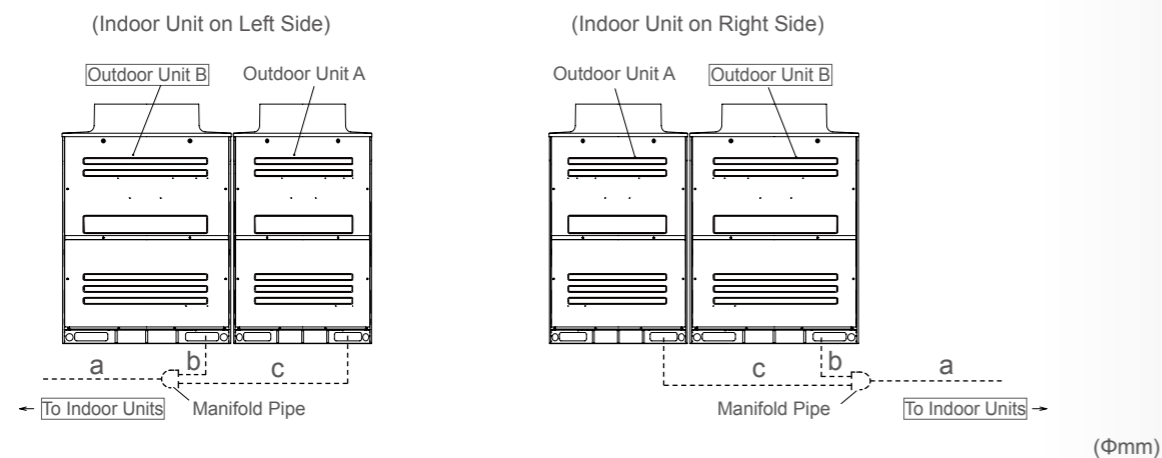 (Indoor Unit on Left Side)
(Indoor Unit on Right Side)
Outdoor Unit B
Outdoor Unit A
Outdoor Unit A
Outdoor Unit B
a
b
c
c
b
a
To Indoor Units
Manifold Pipe
Manifold Pipe
To Indoor Units
(Φmm)